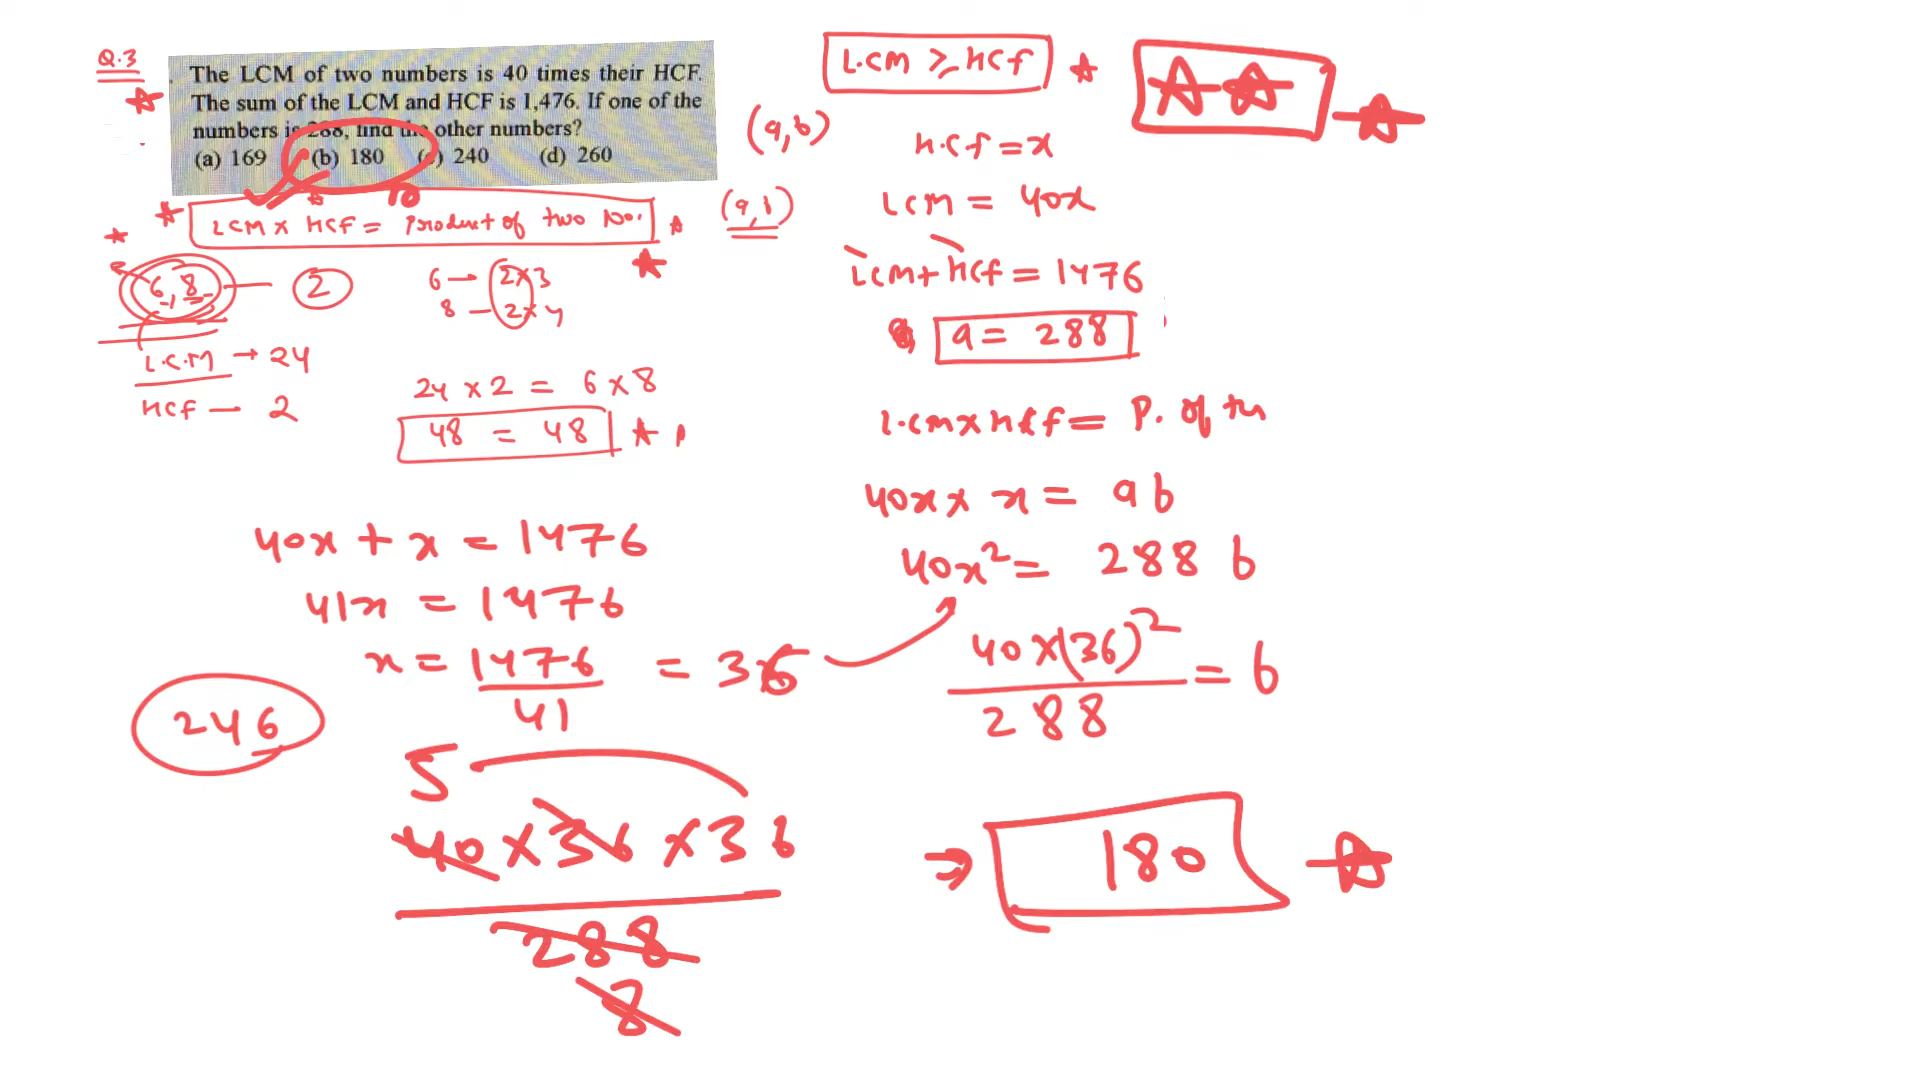 Q.3
The LCM of two numbers is 40 times their HCF.
The sum of the LCM and HCF is 1,476. If one of the
numbers is 288, find the other numbers?
(a) 169 (b) 180 (c) 240 (d) 260
LCM x HCF = Product of two no.
6, 8 — 2
6 → 2x3
8 — 2x4
L.C.M → 24
HCF — 2
24 x 2 = 6 x 8
48 = 48
40x + x = 1476
41x = 1476
x = 1476/41 = 36
246
5
40 x 36 x 36
288
8
L.CM ≥ HCf
(a, b)
H.C.f = x
LCM = 40x
(a, b)
LCM + HCf = 1476
a = 288
L.CM x HCf = P. of
40x x x = ab
40x² = 288 b
40 x (36)²/288 = b
⇒ 180